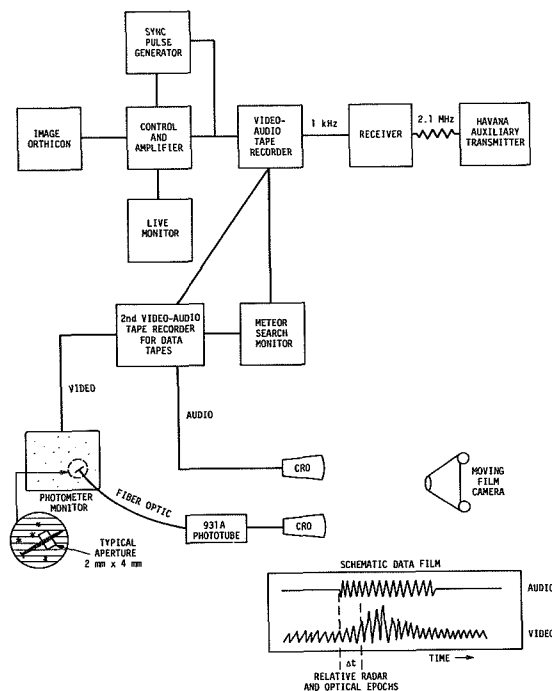 SYNC
PULSE
GENERATOR
IMAGE
ORTHICON
CONTROL
AND
AMPLIFIER
VIDEO-
AUDIO
TAPE
RECORDER
1 kHz
RECEIVER
2.1 MHz
HAVANA
AUXILIARY
TRANSMITTER
LIVE
MONITOR
2nd VIDEO-AUDIO
TAPE RECORDER
FOR DATA
TAPES
METEOR
SEARCH
MONITOR
VIDEO
AUDIO
CRO
MOVING
FILM
CAMERA
PHOTOMETER
MONITOR
FIBER OPTIC
931A
PHOTOTUBE
CRO
TYPICAL
APERTURE
2 mm x 4 mm
SCHEMATIC DATA FILM
AUDIO
VIDEO
Δt
TIME →
RELATIVE RADAR
AND OPTICAL EPOCHS